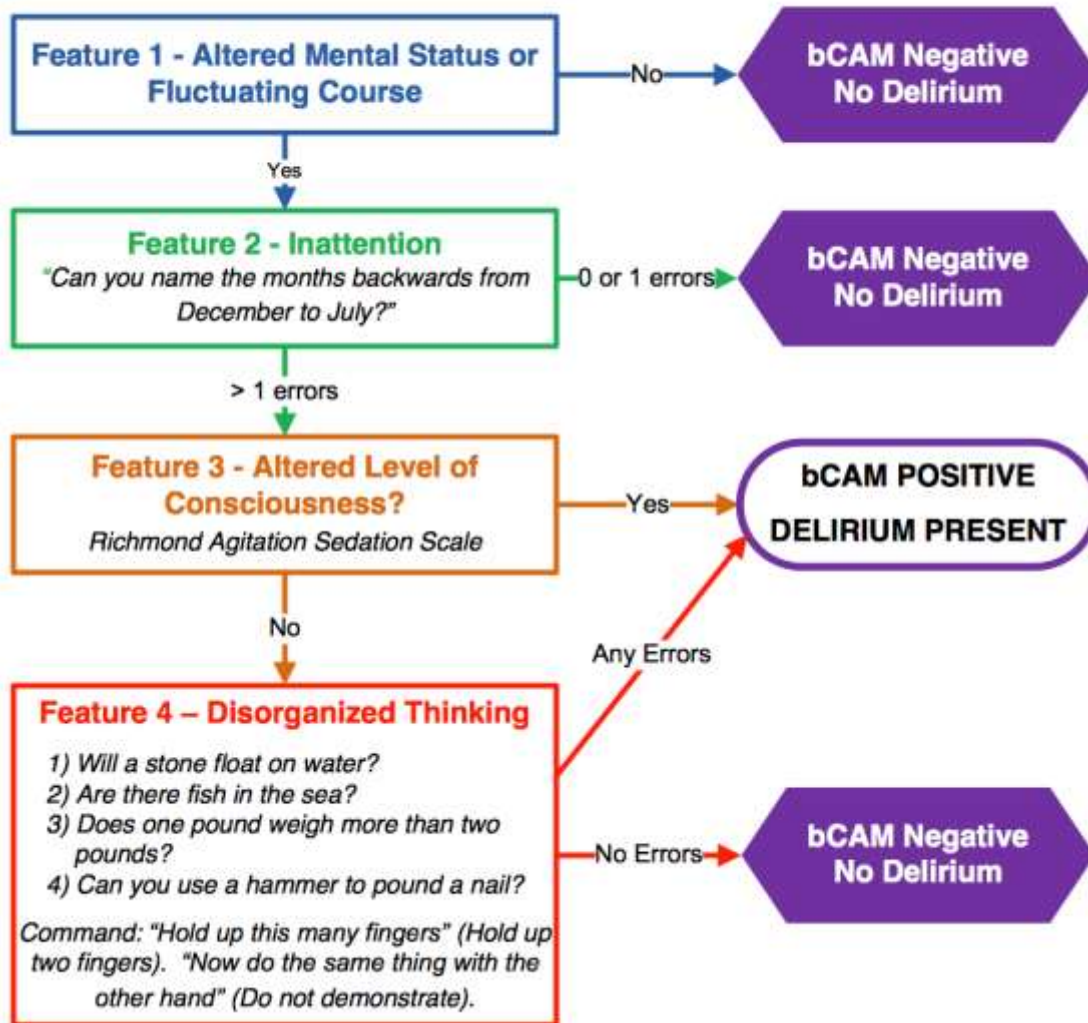 Feature 1 - Altered Mental Status or
Fluctuating Course
No
bCAM Negative
No Delirium
Yes
Feature 2 - Inattention
"Can you name the months backwards from
December to July?"
0 or 1 errors
bCAM Negative
No Delirium
> 1 errors
Feature 3 - Altered Level of
Consciousness?
Richmond Agitation Sedation Scale
Yes
bCAM POSITIVE
DELIRIUM PRESENT
No
Any Errors
Feature 4 – Disorganized Thinking
1) Will a stone float on water?
2) Are there fish in the sea?
3) Does one pound weigh more than two
pounds?
4) Can you use a hammer to pound a nail?
Command: “Hold up this many fingers” (Hold up
two fingers). “Now do the same thing with the
other hand” (Do not demonstrate).
No Errors
bCAM Negative
No Delirium